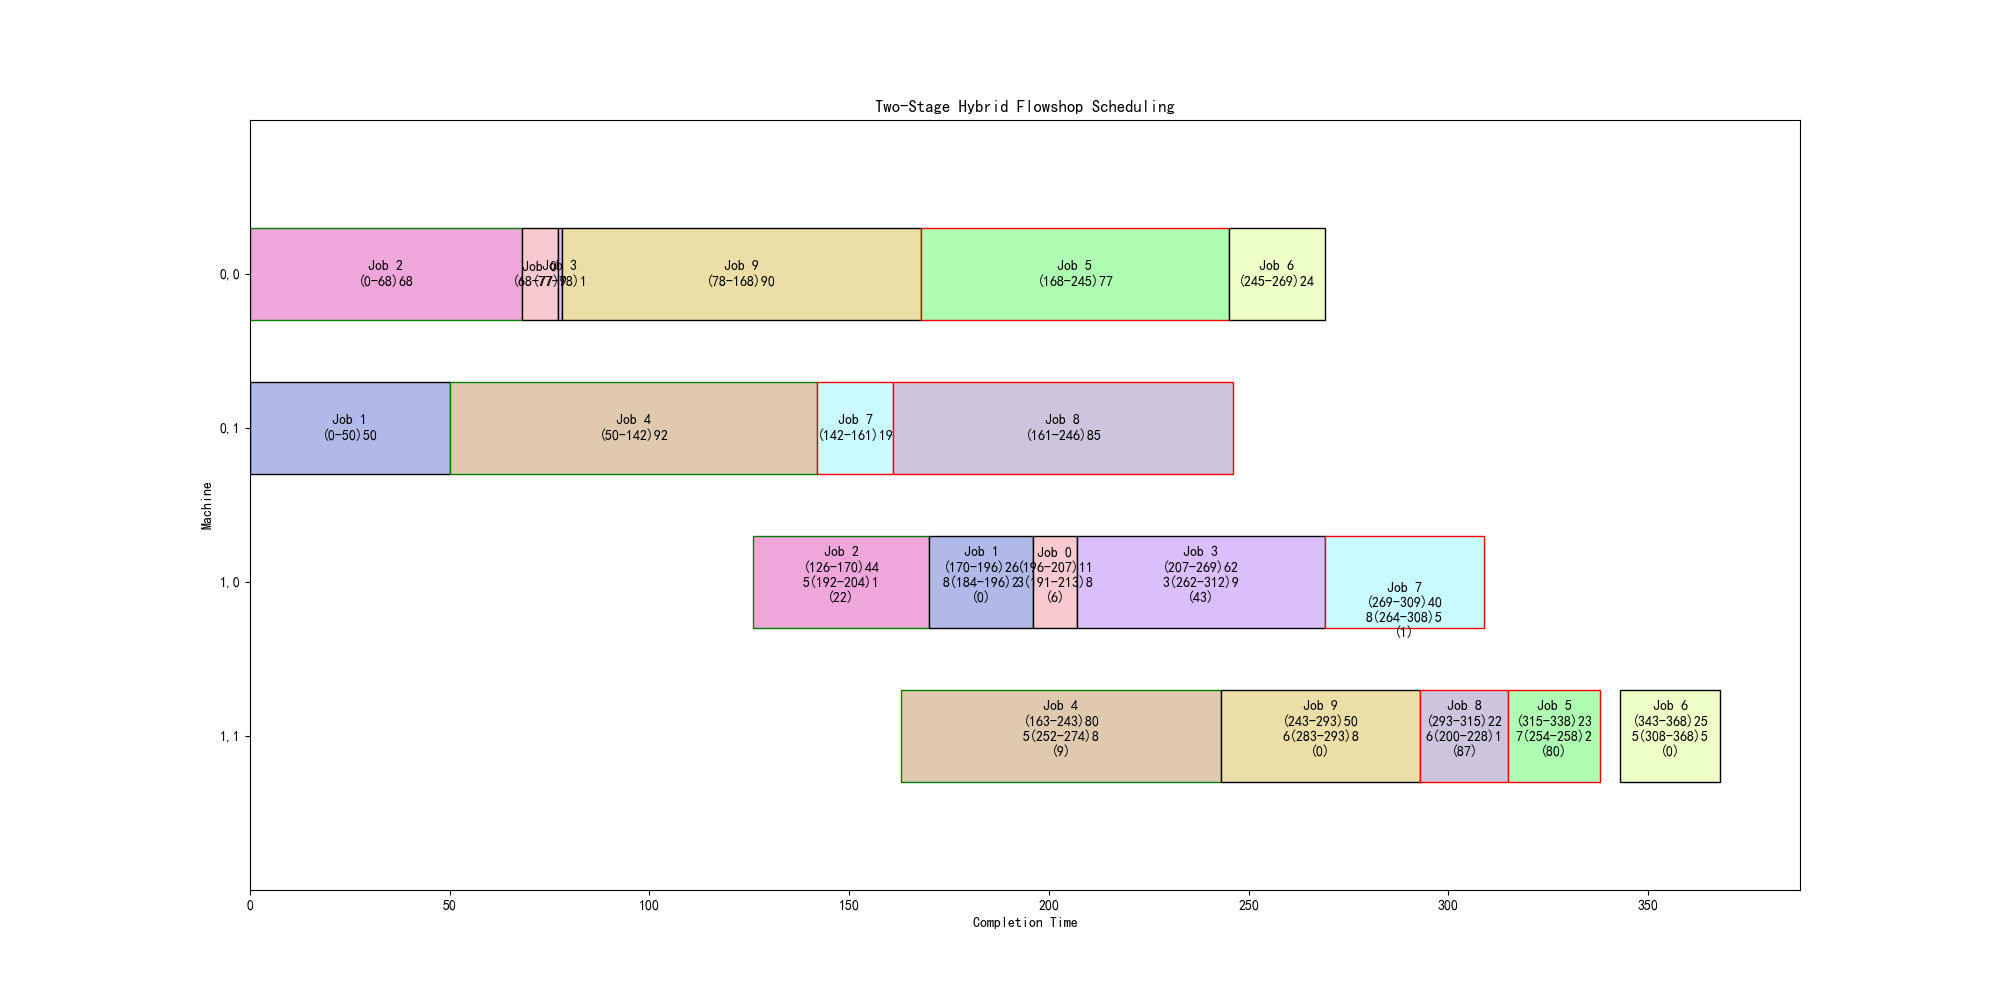 Two-Stage Hybrid Flowshop Scheduling
Machine
0,0
Job 2
(0-68)68
Job 0
Job 3
(77-78)1
Job 9
(78-168)90
Job 5
(168-245)77
Job 6
(245-269)24
0,1
Job 1
(0-50)50
Job 4
(50-142)92
Job 7
(142-161)19
Job 8
(161-246)85
1,0
Job 2
(126-170)44
5(192-204)1
(22)
Job 1
(170-196)26
8(184-196)2
(0)
Job 0
(196-207)11
3(191-213)8
(6)
Job 3
(207-269)62
3(262-312)9
(43)
Job 7
(269-309)40
8(264-308)5
(1)
1,1
Job 4
(163-243)80
5(252-274)8
(9)
Job 9
(243-293)50
6(283-293)8
(0)
Job 8
(293-315)22
6(200-228)1
(87)
Job 5
(315-338)23
7(254-258)2
(80)
Job 6
(343-368)25
5(308-368)5
(0)
0 50 100 150 200 250 300 350
Completion Time